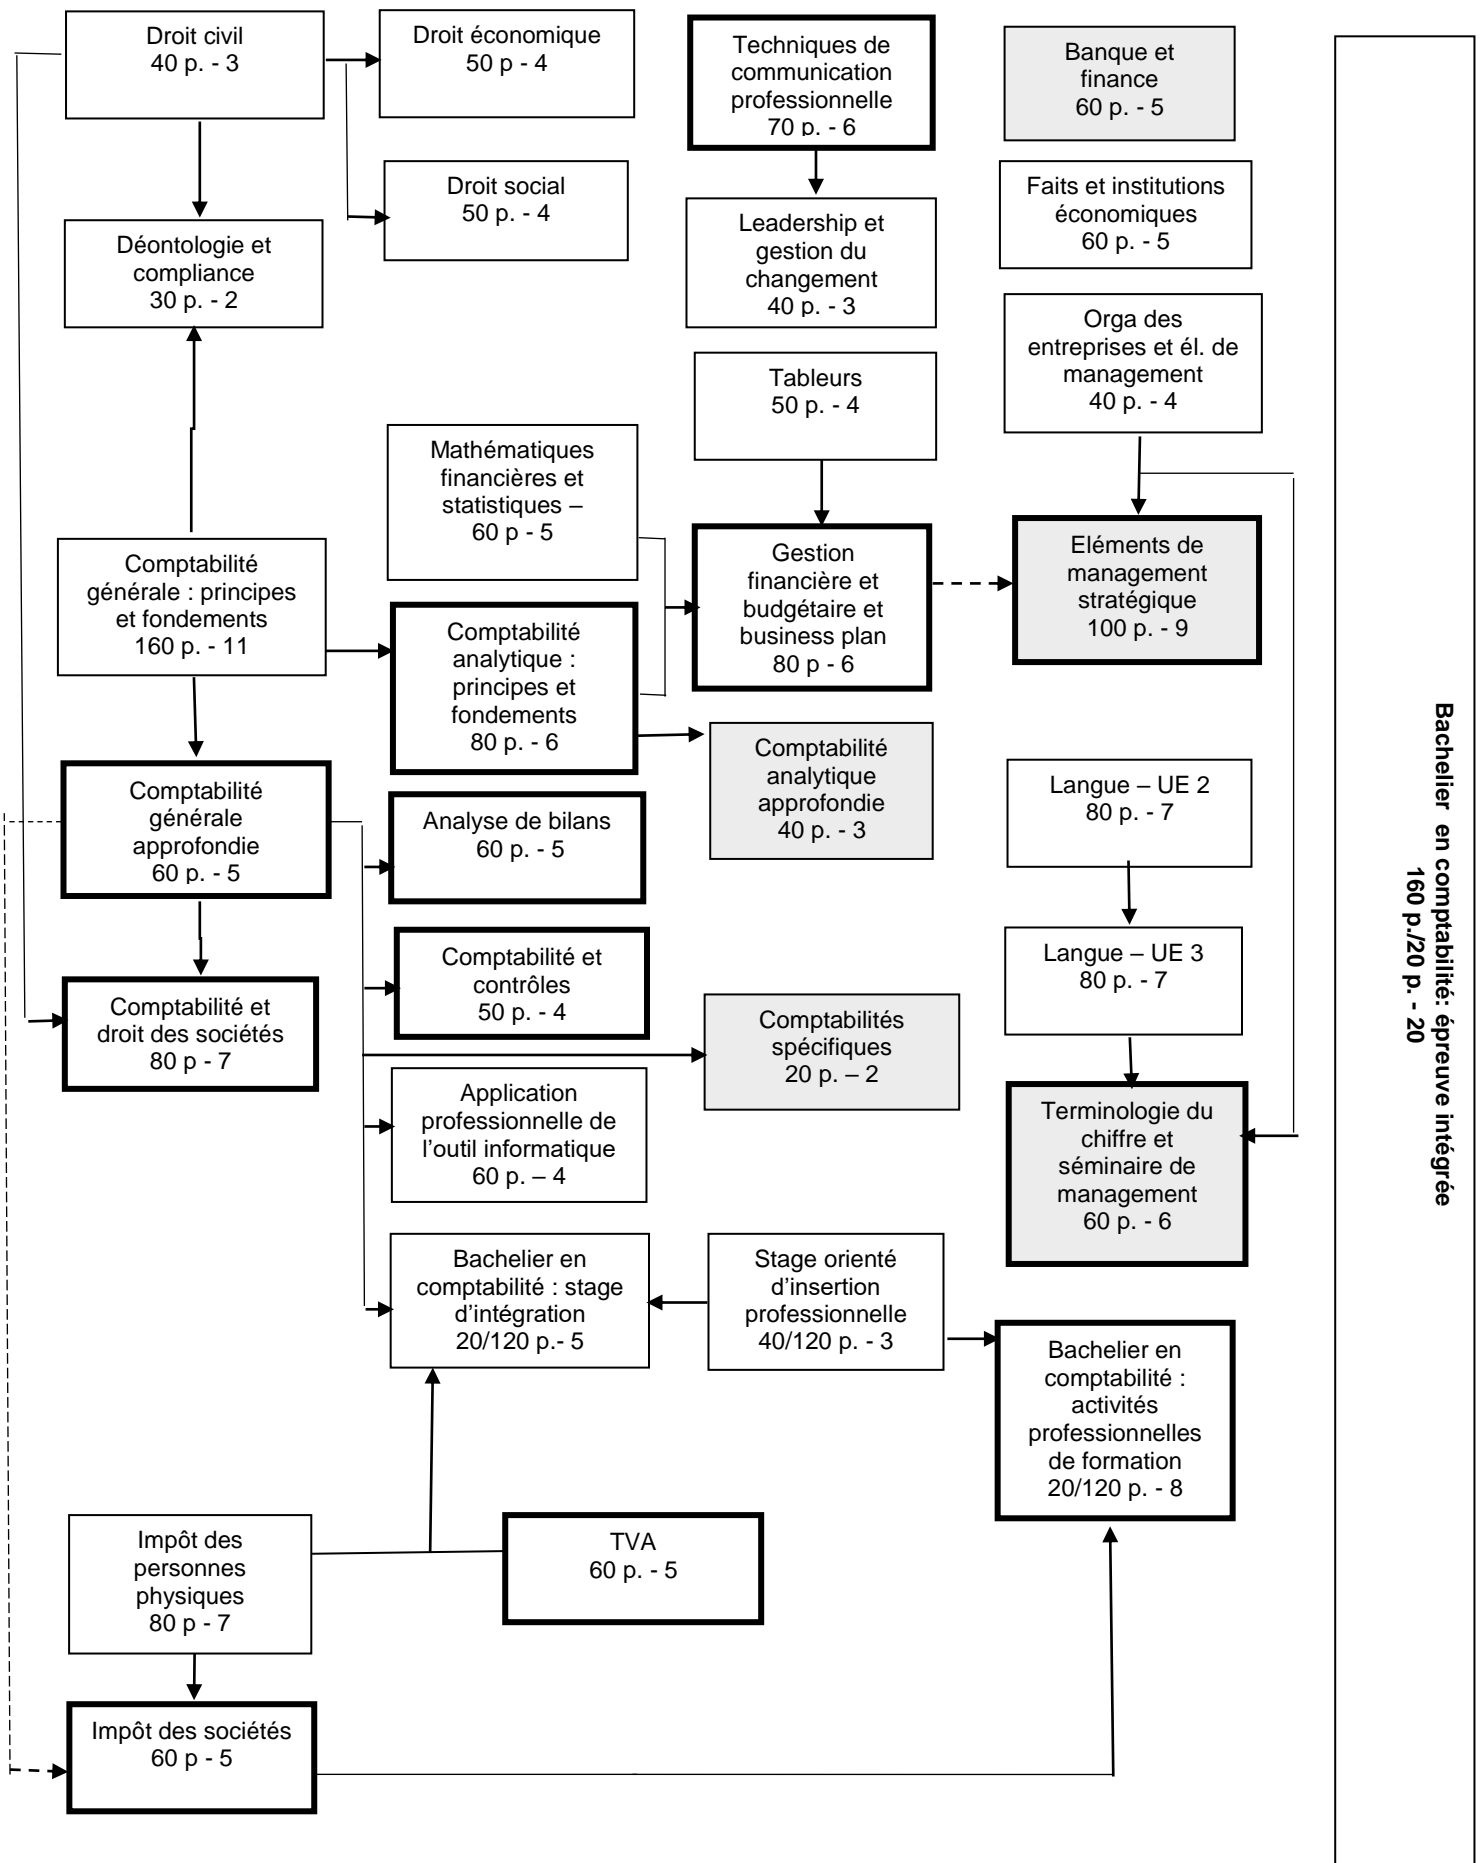 Droit civil
40 p. - 3
Droit économique
50 p - 4
Techniques de
communication
professionnelle
70 p. - 6
Banque et
finance
60 p. - 5
Droit social
50 p. - 4
Faits et institutions
économiques
60 p. - 5
Déontologie et
compliance
30 p. - 2
Leadership et
gestion du
changement
40 p. - 3
Orga des
entreprises et él. de
management
40 p. - 4
Tableurs
50 p. - 4
Mathématiques
financières et
statistiques –
60 p - 5
Comptabilité
générale : principes
et fondements
160 p. - 11
Gestion
financière et
budgétaire et
business plan
80 p - 6
Eléments de
management
stratégique
100 p. - 9
Comptabilité
analytique :
principes et
fondements
80 p. - 6
Comptabilité
analytique
approfondie
40 p. - 3
Comptabilité
générale
approfondie
60 p. - 5
Analyse de bilans
60 p. - 5
Langue – UE 2
80 p. - 7
Comptabilité et
contrôles
50 p. - 4
Langue – UE 3
80 p. - 7
Comptabilité et
droit des sociétés
80 p - 7
Comptabilités
spécifiques
20 p. – 2
Application
professionnelle de
l’outil informatique
60 p. – 4
Terminologie du
chiffre et
séminaire de
management
60 p. - 6
Bachelier en
comptabilité : stage
d’intégration
20/120 p.- 5
Stage orienté
d’insertion
professionnelle
40/120 p. - 3
Bachelier en
comptabilité :
activités
professionnelles
de formation
20/120 p. - 8
Impôt des
personnes
physiques
80 p - 7
TVA
60 p. - 5
Impôt des sociétés
60 p - 5
Bachelier en comptabilité: épreuve intégrée
160 p./20 p. - 20